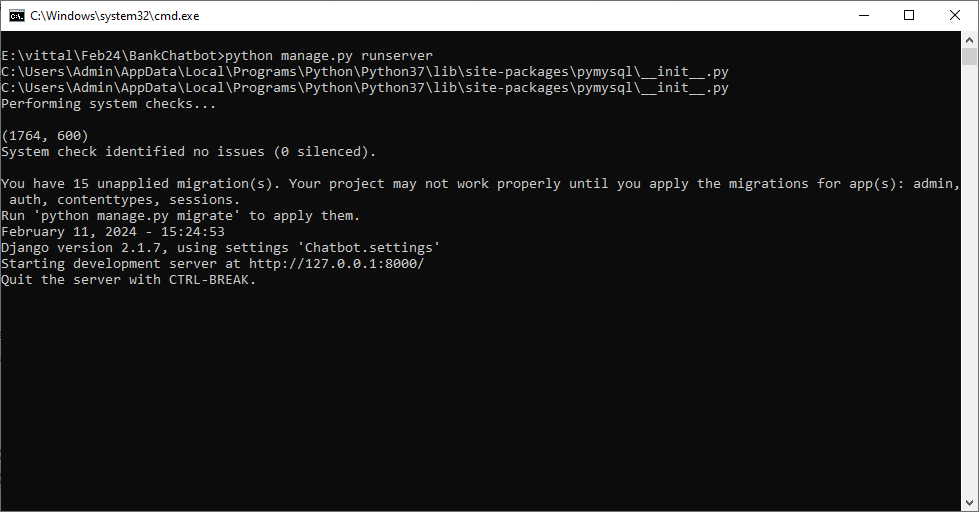 C:\Windows\system32\cmd.exe
E:\vittal\Feb24\BankChatbot>python manage.py runserver
C:\Users\Admin\AppData\Local\Programs\Python\Python37\lib\site-packages\pymysql\__init__.py
C:\Users\Admin\AppData\Local\Programs\Python\Python37\lib\site-packages\pymysql\__init__.py
Performing system checks...
(1764, 600)
System check identified no issues (0 silenced).
You have 15 unapplied migration(s). Your project may not work properly until you apply the migrations for app(s): admin,
 auth, contenttypes, sessions.
Run 'python manage.py migrate' to apply them.
February 11, 2024 - 15:24:53
Django version 2.1.7, using settings 'Chatbot.settings'
Starting development server at http://127.0.0.1:8000/
Quit the server with CTRL-BREAK.